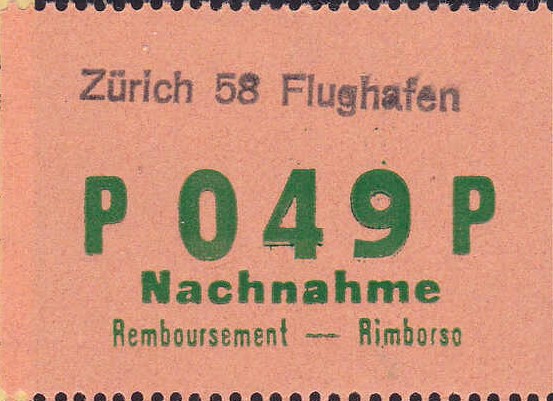 Zürich 58 Flughafen
P 049 P
Nachnahme
Remboursement — Rimborso